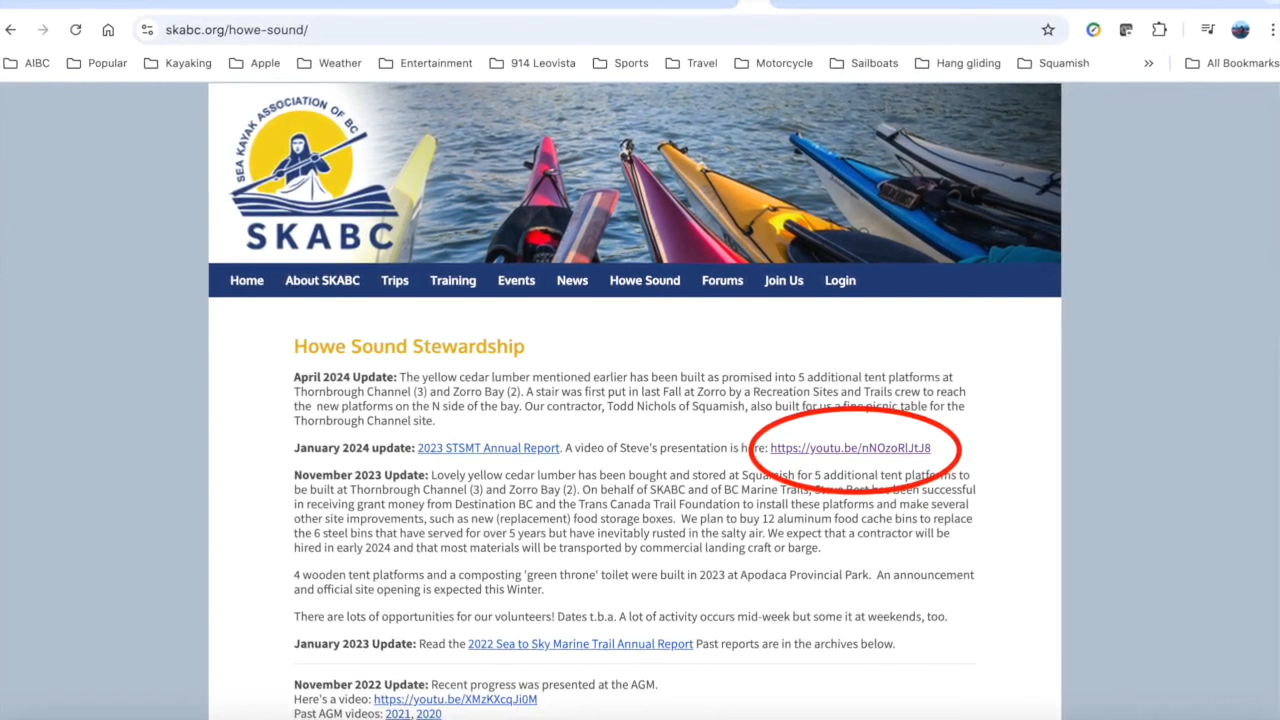 skabc.org/howe-sound/
AIBC Popular Kayaking Apple Weather Entertainment 914 Leovista Sports Travel Motorcycle Sailboats Hang gliding Squamish » All Bookmarks
SEA KAYAK ASSOCIATION OF BC
SKABC
Home About SKABC Trips Training Events News Howe Sound Forums Join Us Login
Howe Sound Stewardship
April 2024 Update: The yellow cedar lumber mentioned earlier has been built as promised into 5 additional tent platforms at
Thornbrough Channel (3) and Zorro Bay (2). A stair was first put in last Fall at Zorro by a Recreation Sites and Trails crew to reach
the new platforms on the N side of the bay. Our contractor, Todd Nichols of Squamish, also built for us a fine picnic table for the
Thornbrough Channel site.
January 2024 update: 2023 STSMT Annual Report. A video of Steve's presentation is here: https://youtu.be/nNOzoRlJtJ8
November 2023 Update: Lovely yellow cedar lumber has been bought and stored at Squamish for 5 additional tent platforms to
be built at Thornbrough Channel (3) and Zorro Bay (2). On behalf of SKABC and of BC Marine Trails, Steve Best has been successful
in receiving grant money from Destination BC and the Trans Canada Trail Foundation to install these platforms and make several
other site improvements, such as new (replacement) food storage boxes. We plan to buy 12 aluminum food cache bins to replace
the 6 steel bins that have served for over 5 years but have inevitably rusted in the salty air. We expect that a contractor will be
hired in early 2024 and that most materials will be transported by commercial landing craft or barge.
4 wooden tent platforms and a composting 'green throne' toilet were built in 2023 at Apodaca Provincial Park. An announcement
and official site opening is expected this Winter.
There are lots of opportunities for our volunteers! Dates t.b.a. A lot of activity occurs mid-week but some it at weekends, too.
January 2023 Update: Read the 2022 Sea to Sky Marine Trail Annual Report Past reports are in the archives below.
November 2022 Update: Recent progress was presented at the AGM.
Here's a video: https://youtu.be/XMzKXcqJi0M
Past AGM videos: 2021, 2020